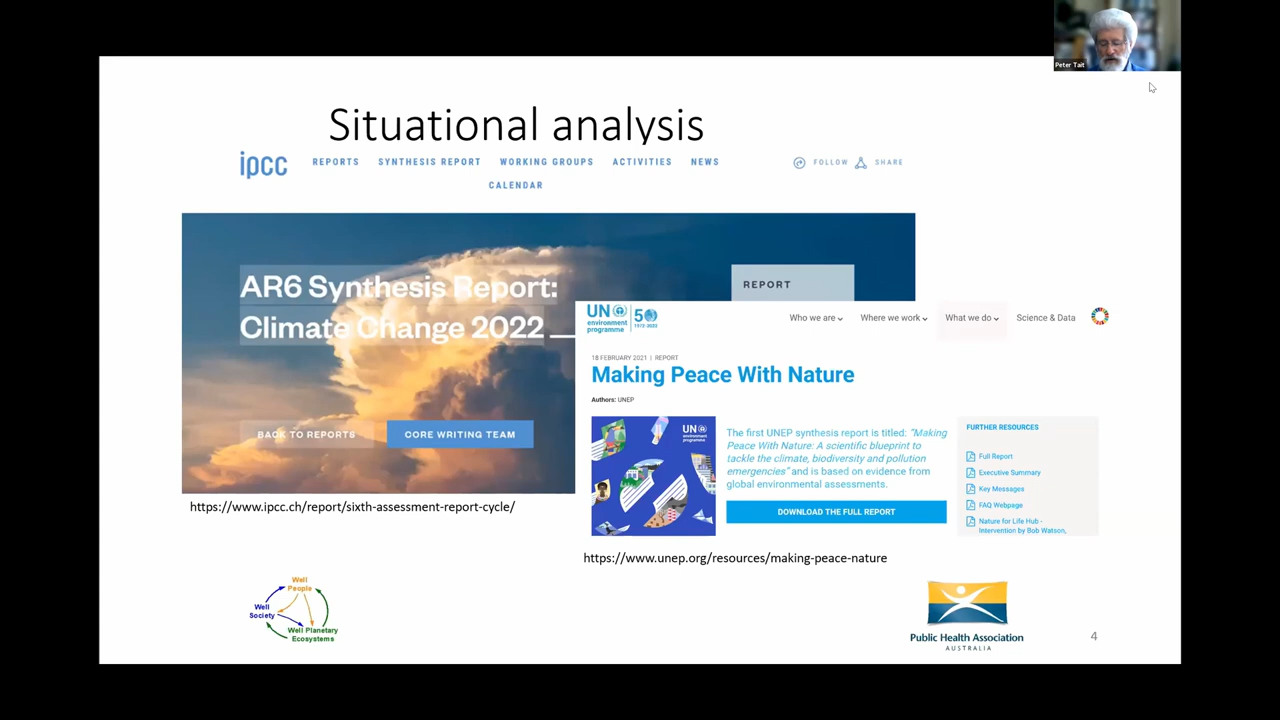 Peter Tait
Situational analysis
ipcc
REPORTS SYNTHESIS REPORT WORKING GROUPS ACTIVITIES NEWS
CALENDAR
FOLLOW SHARE
AR6 Synthesis Report:
Climate Change 2022
REPORT
BACK TO REPORTS
CORE WRITING TEAM
https://www.ipcc.ch/report/sixth-assessment-report-cycle/
UN
environment
programme
50
1972-2022
Who we are
Where we work
What we do
Science & Data
18 FEBRUARY 2021 | REPORT
Making Peace With Nature
Authors: UNEP
UN
environment
programme
The first UNEP synthesis report is titled: "Making
Peace With Nature: A scientific blueprint to
tackle the climate, biodiversity and pollution
emergencies" and is based on evidence from
global environmental assessments.
DOWNLOAD THE FULL REPORT
FURTHER RESOURCES
Full Report
Executive Summary
Key Messages
FAQ Webpage
Nature for Life Hub -
Intervention by Bob Watson,
https://www.unep.org/resources/making-peace-nature
Well
People
Well
Society
Well Planetary
Ecosystems
Public Health Association
AUSTRALIA
4